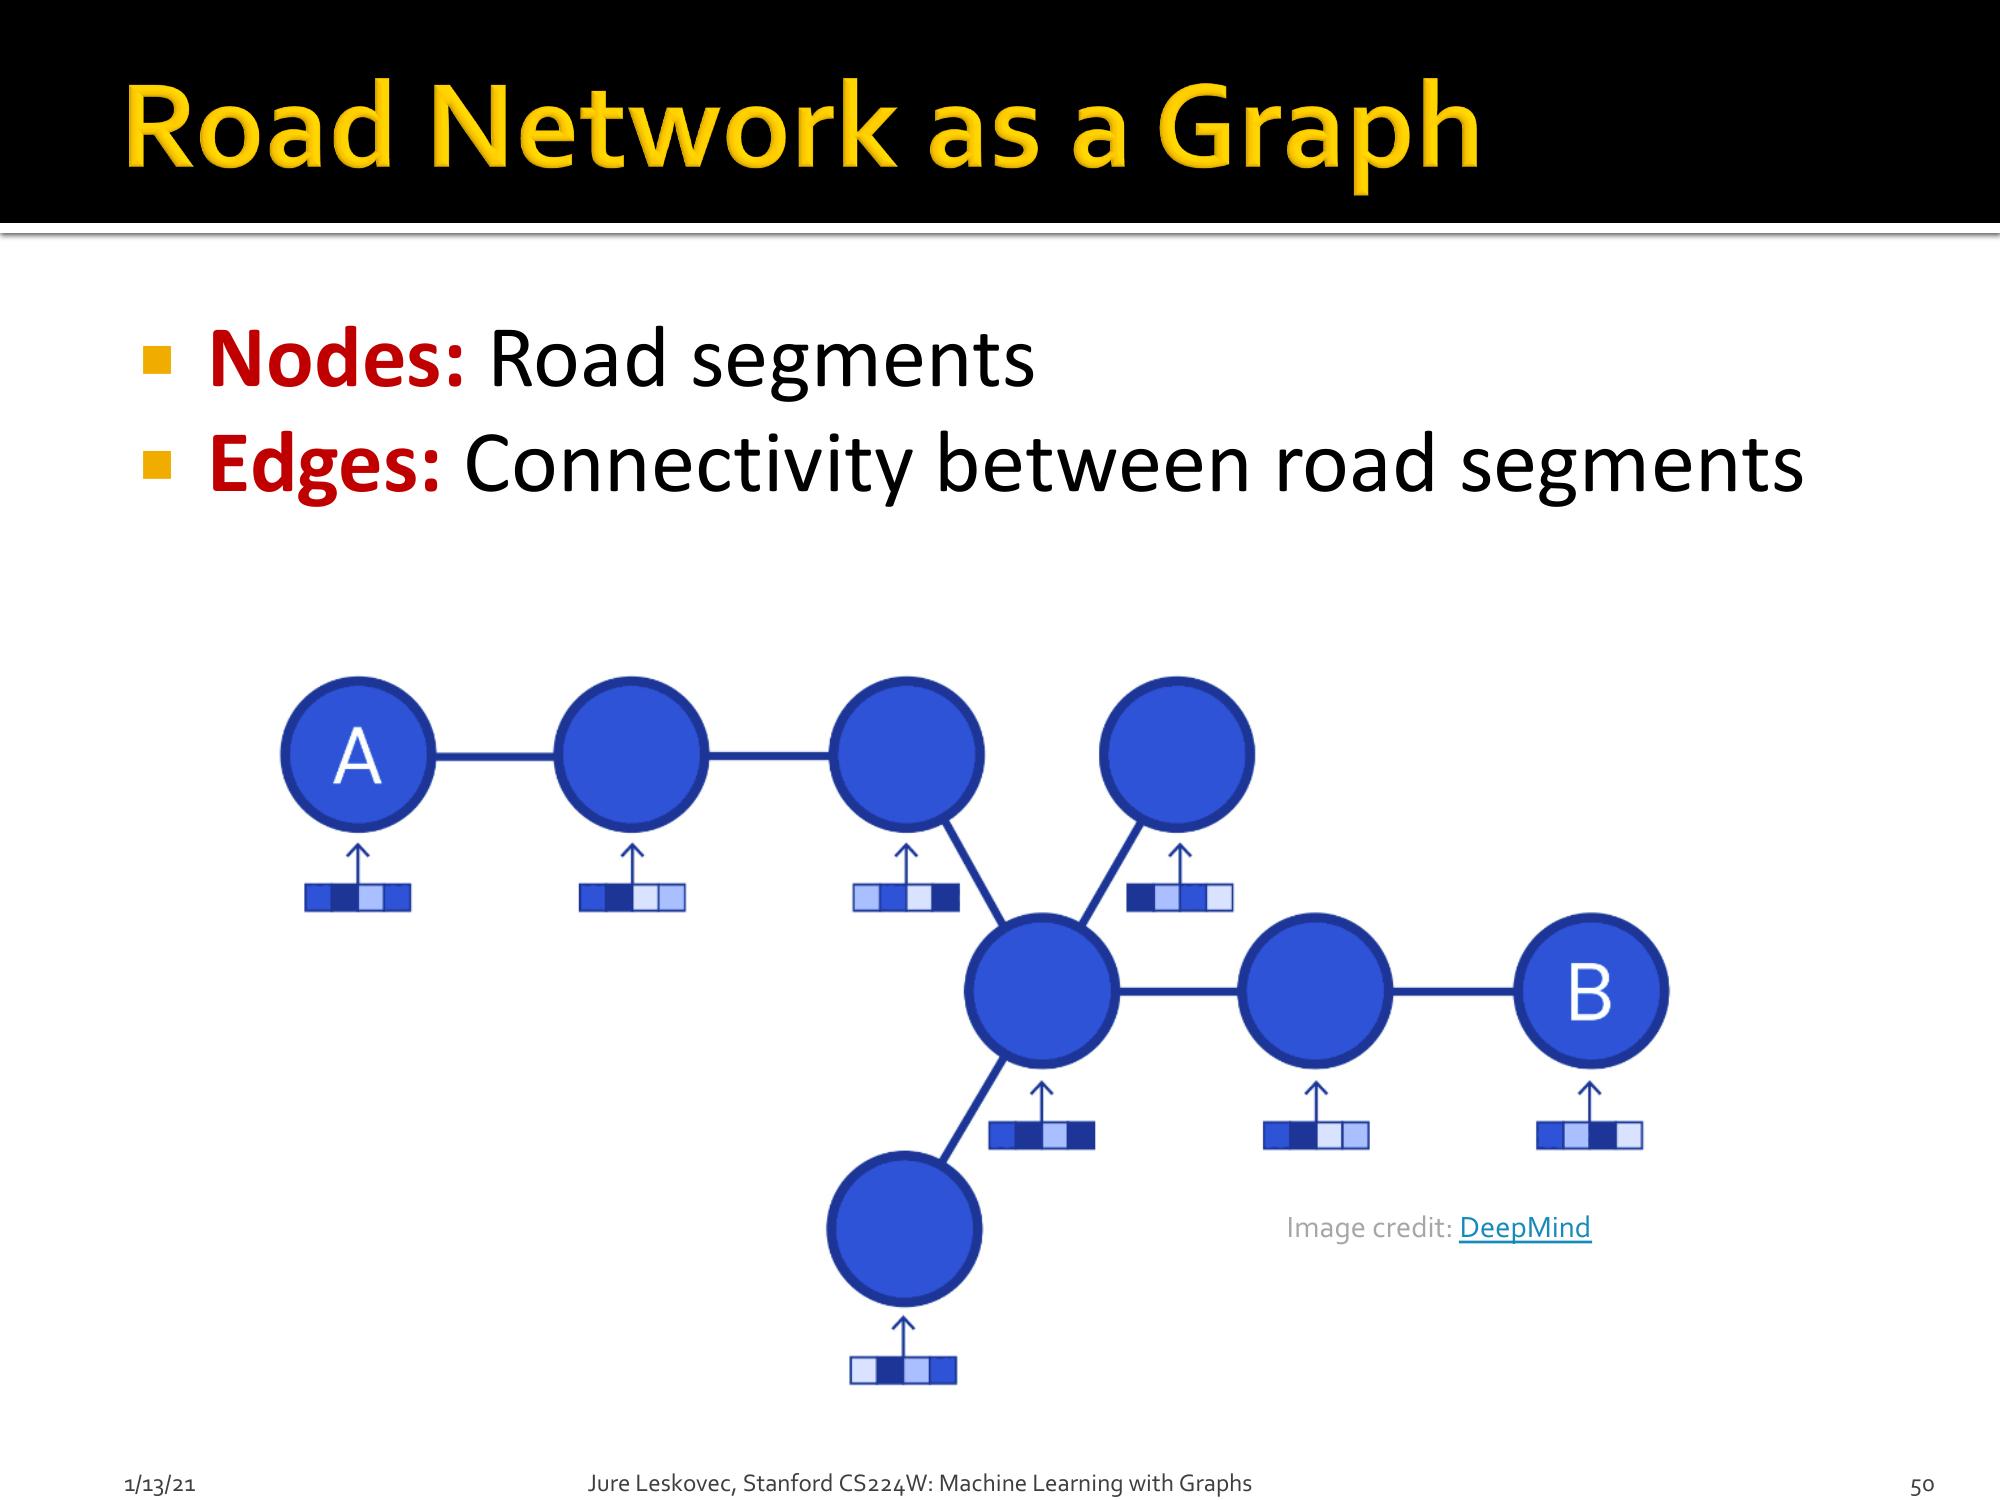 Road Network as a Graph
Nodes: Road segments
Edges: Connectivity between road segments
A
B
Image credit: DeepMind
1/13/21
Jure Leskovec, Stanford CS224W: Machine Learning with Graphs
50